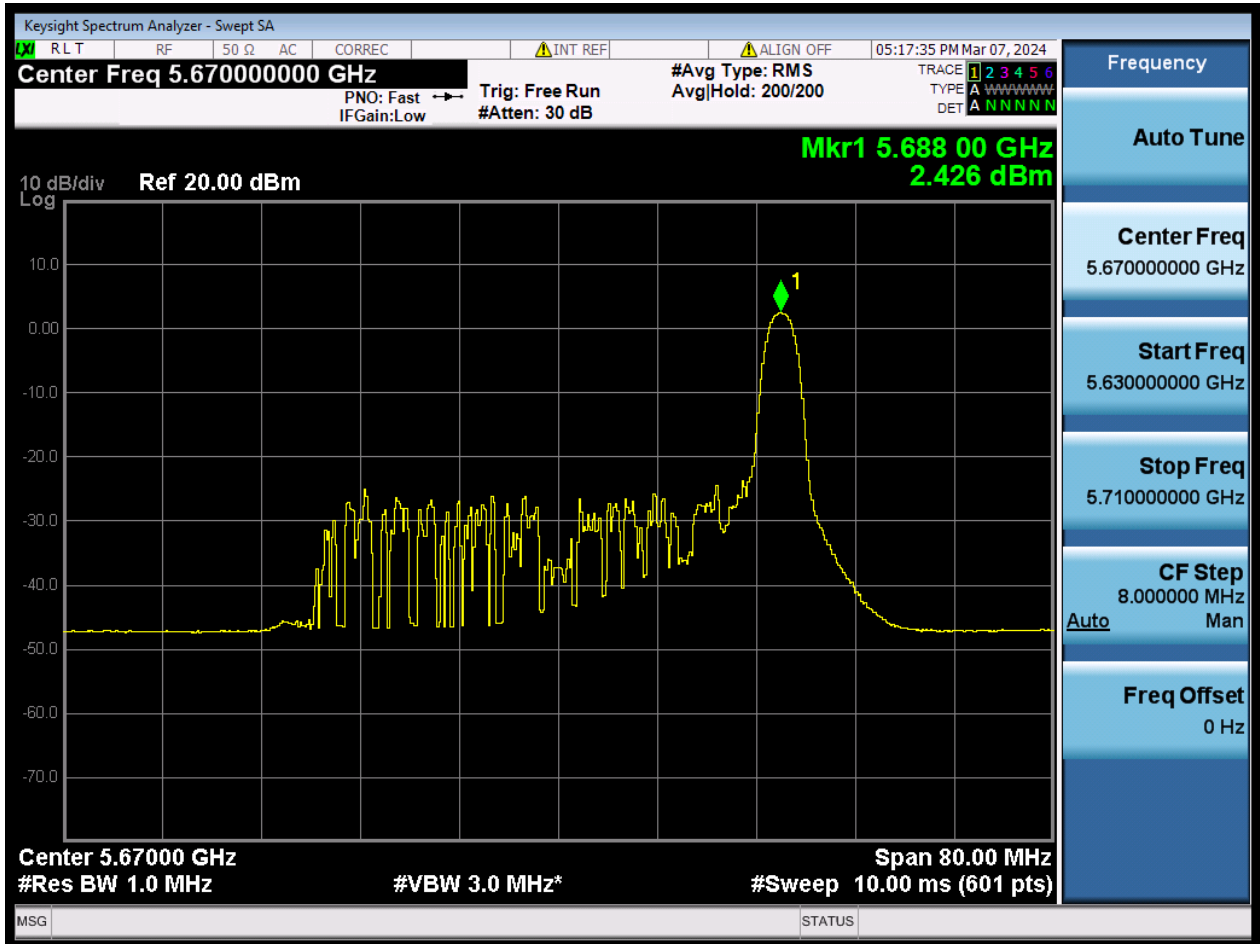 Keysight Spectrum Analyzer - Swept SA
LXI R L T RF 50 Ω AC CORREC INT REF ALIGN OFF 05:17:35 PM Mar 07, 2024
Center Freq 5.670000000 GHz
PNO: Fast
IFGain:Low
Trig: Free Run
#Atten: 30 dB
#Avg Type: RMS
Avg|Hold: 200/200
TRACE 1 2 3 4 5 6
TYPE A WWWWW
DET A N N N N N
Mkr1 5.688 00 GHz
2.426 dBm
10 dB/div Ref 20.00 dBm
Log
10.0
0.00
-10.0
-20.0
-30.0
-40.0
-50.0
-60.0
-70.0
1
Center 5.67000 GHz Span 80.00 MHz
#Res BW 1.0 MHz #VBW 3.0 MHz* #Sweep 10.00 ms (601 pts)
MSG STATUS
Frequency
Auto Tune
Center Freq
5.670000000 GHz
Start Freq
5.630000000 GHz
Stop Freq
5.710000000 GHz
CF Step
8.000000 MHz
Auto Man
Freq Offset
0 Hz